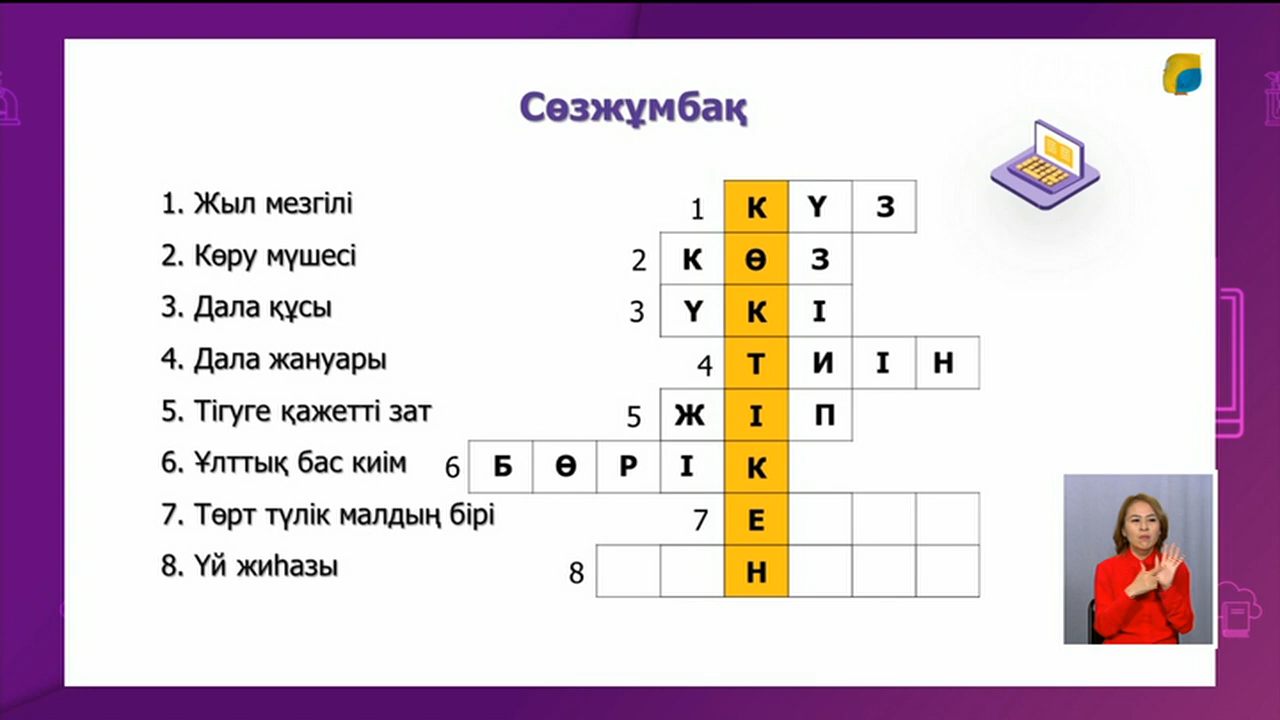 Сөзжұмбақ
1. Жыл мезгілі
1 К Ү З
2. Көру мүшесі
2 К Ө З
3. Дала құсы
3 Ү К І
4. Дала жануары
4 Т И І Н
5. Тігуге қажетті зат
5 Ж І П
6. Ұлттық бас киім
6 Б Ө Р І К
7. Төрт түлік малдың бірі
7 Е
8. Үй жиһазы
8 Н